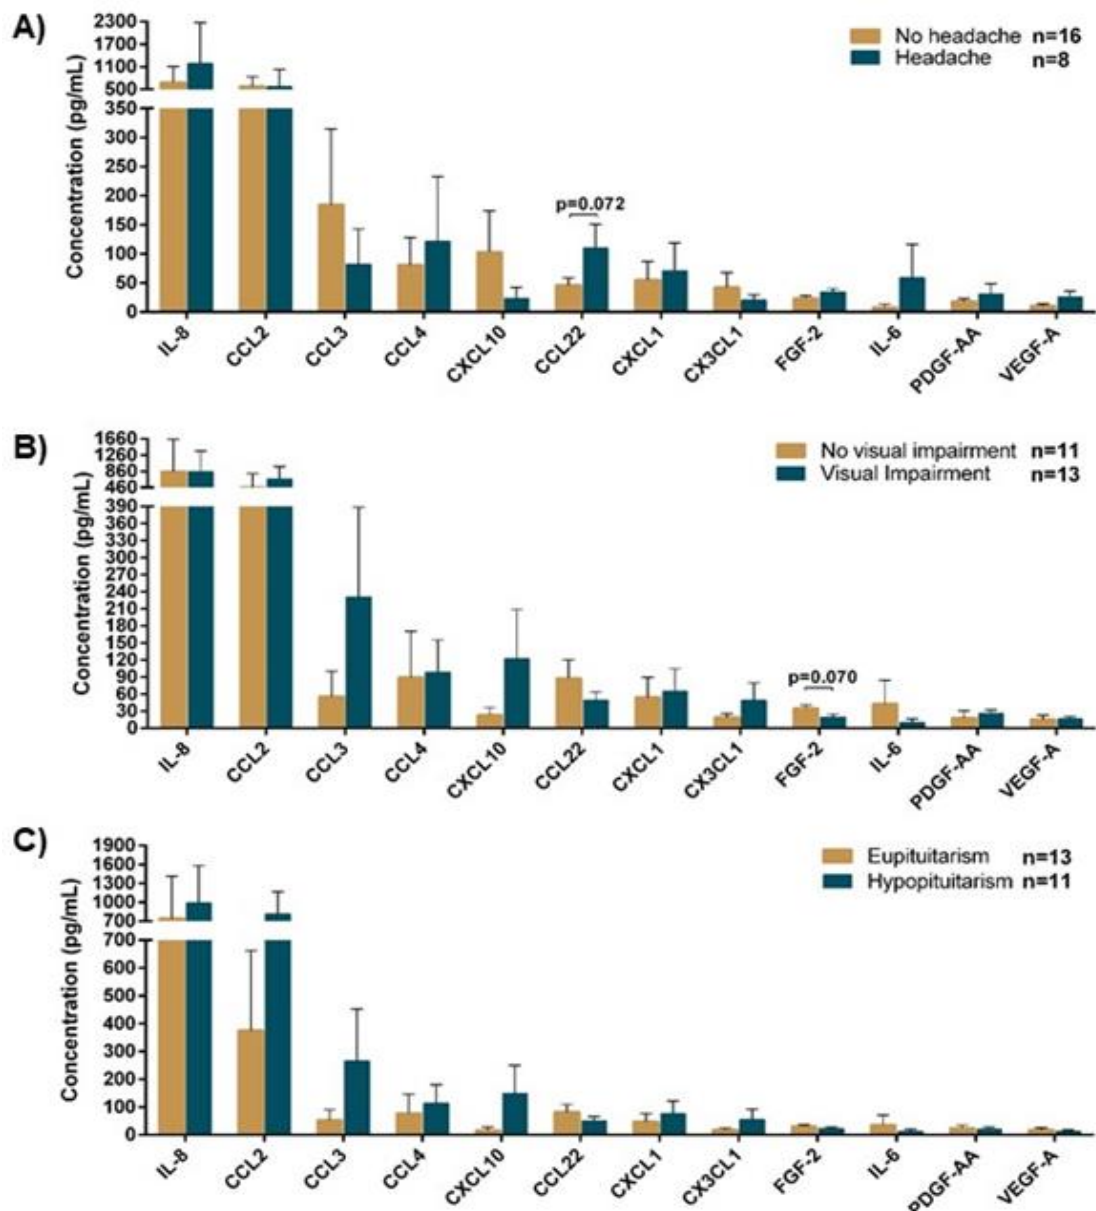 A)
Concentration (pg/mL)
2300
1700
1100
500
350
300
250
200
150
100
50
0
No headache n=16
Headache n=8
p=0.072
IL-8 CCL2 CCL3 CCL4 CXCL10 CCL22 CXCL1 CX3CL1 FGF-2 IL-6 PDGF-AA VEGF-A
B)
Concentration (pg/mL)
1660
1260
860
460
390
360
330
300
270
240
210
180
150
120
90
60
30
0
No visual impairment n=11
Visual Impairment n=13
p=0.070
IL-8 CCL2 CCL3 CCL4 CXCL10 CCL22 CXCL1 CX3CL1 FGF-2 IL-6 PDGF-AA VEGF-A
C)
Concentration (pg/mL)
1900
1600
1300
1000
700
700
600
500
400
300
200
100
0
Eupituitarism n=13
Hypopituitarism n=11
IL-8 CCL2 CCL3 CCL4 CXCL10 CCL22 CXCL1 CX3CL1 FGF-2 IL-6 PDGF-AA VEGF-A